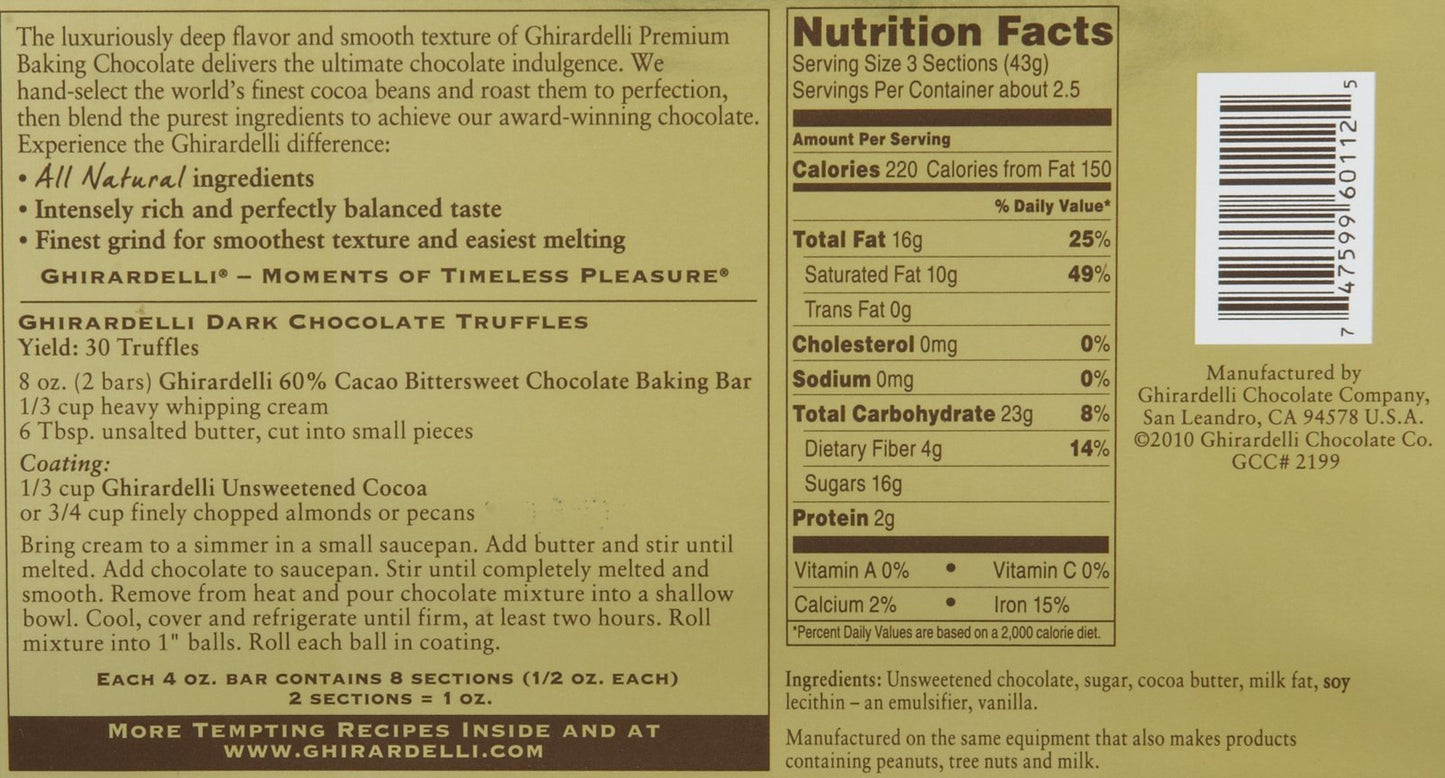 The luxuriously deep flavor and smooth texture of Ghirardelli Premium
Baking Chocolate delivers the ultimate chocolate indulgence. We
hand-select the world's finest cocoa beans and roast them to perfection,
then blend the purest ingredients to achieve our award-winning chocolate.
Experience the Ghirardelli difference:
• All Natural ingredients
• Intensely rich and perfectly balanced taste
• Finest grind for smoothest texture and easiest melting
GHIRARDELLI® – MOMENTS OF TIMELESS PLEASURE®
GHIRARDELLI DARK CHOCOLATE TRUFFLES
Yield: 30 Truffles
8 oz. (2 bars) Ghirardelli 60% Cacao Bittersweet Chocolate Baking Bar
1/3 cup heavy whipping cream
6 Tbsp. unsalted butter, cut into small pieces
Coating:
1/3 cup Ghirardelli Unsweetened Cocoa
or 3/4 cup finely chopped almonds or pecans
Bring cream to a simmer in a small saucepan. Add butter and stir until
melted. Add chocolate to saucepan. Stir until completely melted and
smooth. Remove from heat and pour chocolate mixture into a shallow
bowl. Cool, cover and refrigerate until firm, at least two hours. Roll
mixture into 1" balls. Roll each ball in coating.
EACH 4 OZ. BAR CONTAINS 8 SECTIONS (1/2 OZ. EACH)
2 SECTIONS = 1 OZ.
MORE TEMPTING RECIPES INSIDE AND AT
WWW.GHIRARDELLI.COM
Nutrition Facts
Serving Size 3 Sections (43g)
Servings Per Container about 2.5
Amount Per Serving
Calories 220 Calories from Fat 150
% Daily Value*
Total Fat 16g 25%
Saturated Fat 10g 49%
Trans Fat 0g
Cholesterol 0mg 0%
Sodium 0mg 0%
Total Carbohydrate 23g 8%
Dietary Fiber 4g 14%
Sugars 16g
Protein 2g
Vitamin A 0% • Vitamin C 0%
Calcium 2% • Iron 15%
*Percent Daily Values are based on a 2,000 calorie diet.
Ingredients: Unsweetened chocolate, sugar, cocoa butter, milk fat, soy
lecithin – an emulsifier, vanilla.
Manufactured on the same equipment that also makes products
containing peanuts, tree nuts and milk.
7 47599 60112 5
Manufactured by
Ghirardelli Chocolate Company,
San Leandro, CA 94578 U.S.A.
©2010 Ghirardelli Chocolate Co.
GCC# 2199